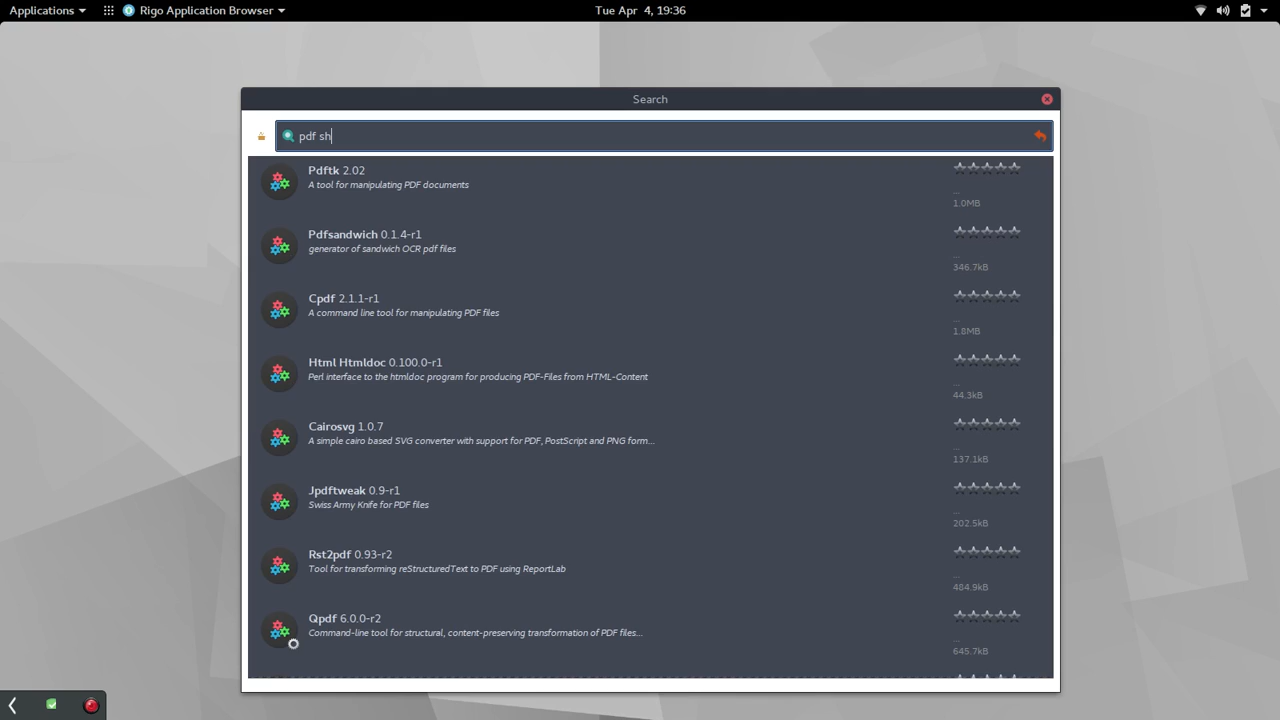 Applications Rigo Application Browser Tue Apr 4, 19:36
Search
pdf sh
Pdftk 2.02
A tool for manipulating PDF documents
...
1.0MB
Pdfsandwich 0.1.4-r1
generator of sandwich OCR pdf files
...
346.7kB
Cpdf 2.1.1-r1
A command line tool for manipulating PDF files
...
1.8MB
Html Htmldoc 0.100.0-r1
Perl interface to the htmldoc program for producing PDF-Files from HTML-Content
...
44.3kB
Cairosvg 1.0.7
A simple cairo based SVG converter with support for PDF, PostScript and PNG form...
...
137.1kB
Jpdftweak 0.9-r1
Swiss Army Knife for PDF files
...
202.5kB
Rst2pdf 0.93-r2
Tool for transforming reStructuredText to PDF using ReportLab
...
484.9kB
Qpdf 6.0.0-r2
Command-line tool for structural, content-preserving transformation of PDF files...
...
645.7kB